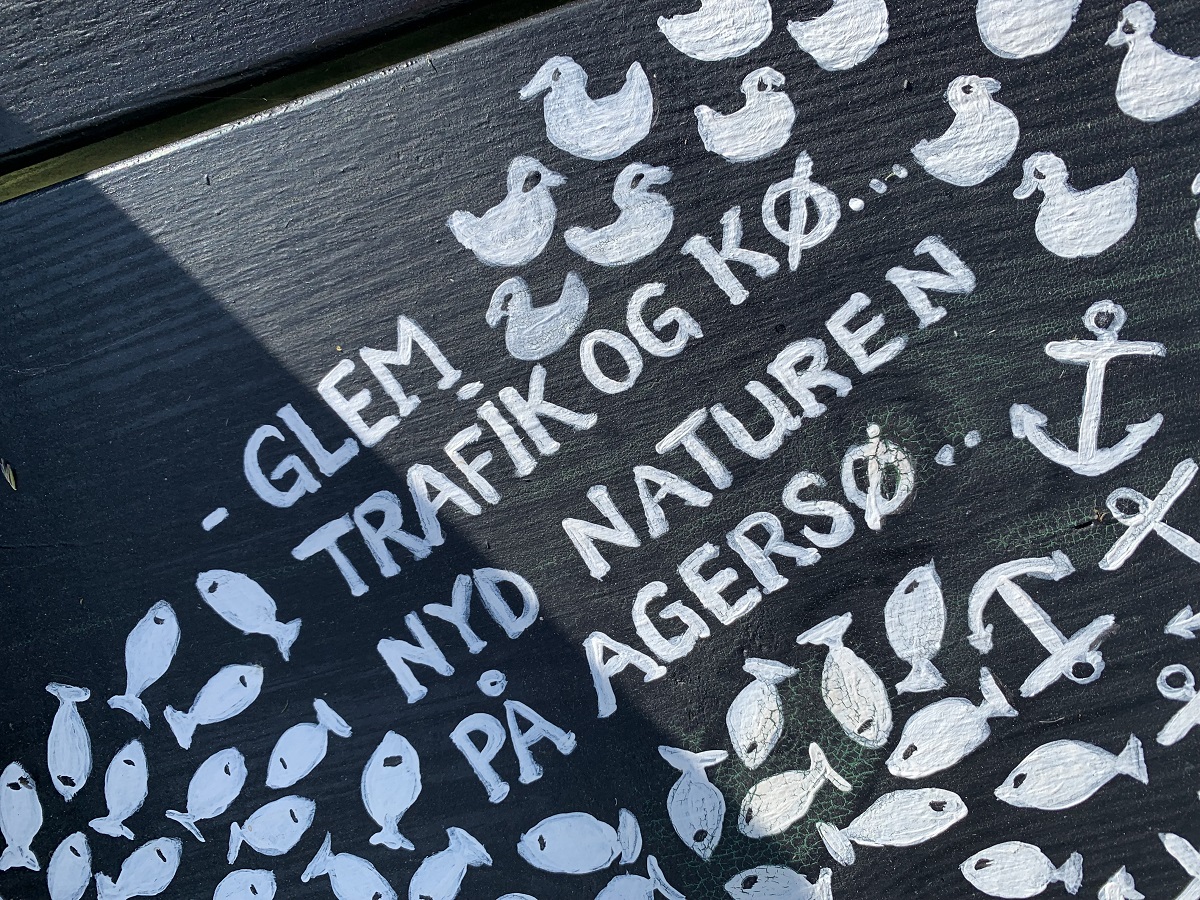 - GLEM
TRAFIK OG KØ...
NYD NATUREN
PÅ AGERSØ..